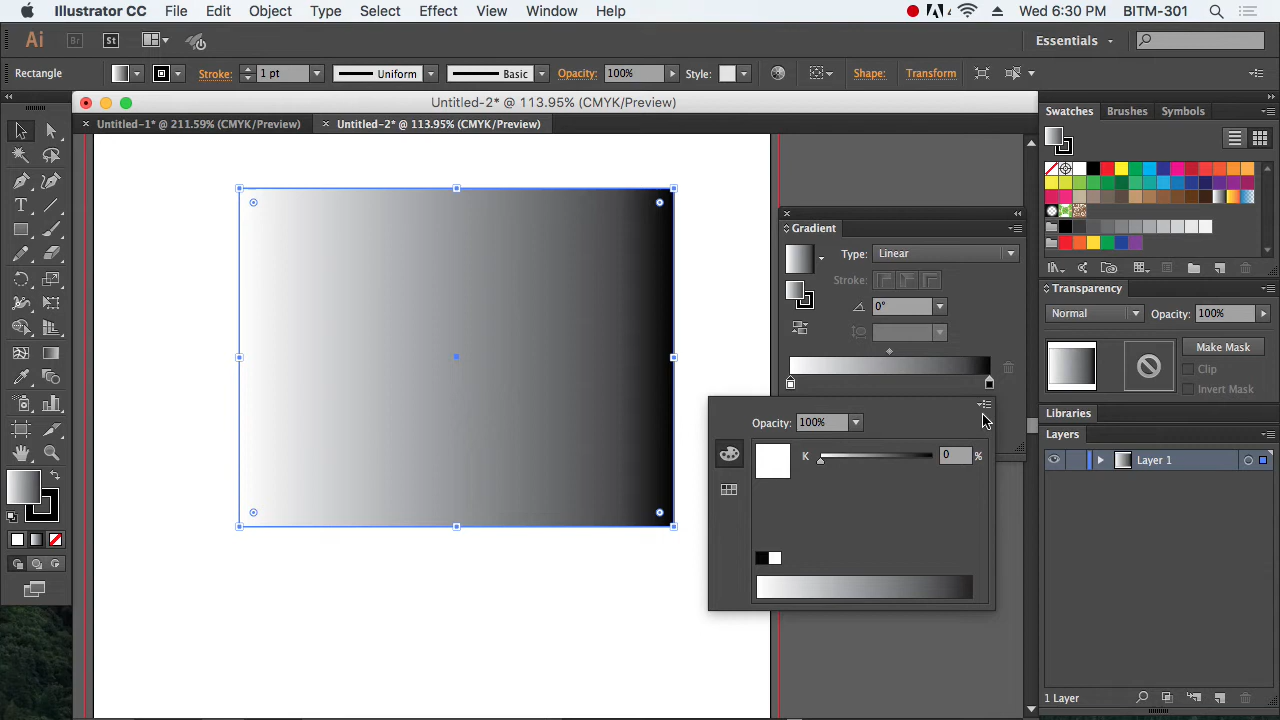 Illustrator CC File Edit Object Type Select Effect View Window Help Wed 6:30 PM BITM-301
Ai Br St Essentials
Rectangle Stroke: 1 pt Uniform Basic Opacity: 100% Style: Shape: Transform
Untitled-2* @ 113.95% (CMYK/Preview)
Untitled-1* @ 211.59% (CMYK/Preview) Untitled-2* @ 113.95% (CMYK/Preview)
Swatches Brushes Symbols
Gradient
Type: Linear
Stroke:
0°
Opacity: 100%
K 0 %
Transparency
Normal Opacity: 100%
Make Mask
Clip
Invert Mask
Libraries
Layers
Layer 1
1 Layer